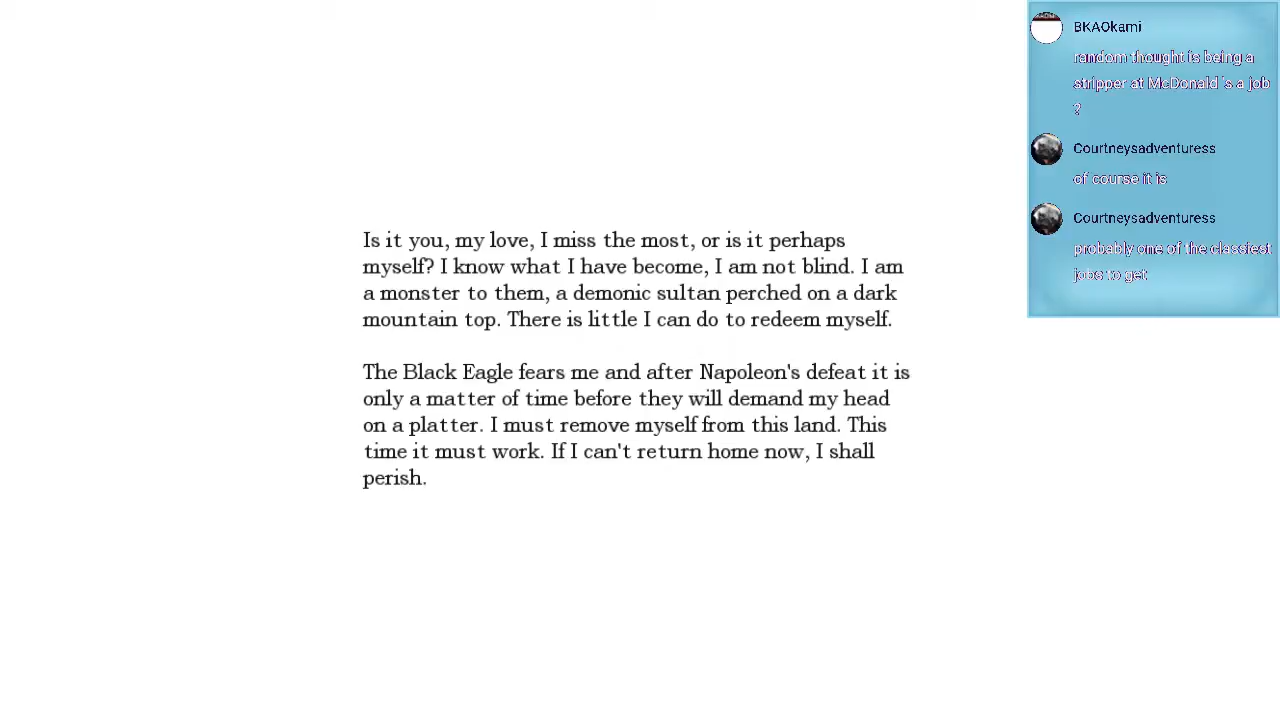 Is it you, my love, I miss the most, or is it perhaps
myself? I know what I have become, I am not blind. I am
a monster to them, a demonic sultan perched on a dark
mountain top. There is little I can do to redeem myself.
The Black Eagle fears me and after Napoleon's defeat it is
only a matter of time before they will demand my head
on a platter. I must remove myself from this land. This
time it must work. If I can't return home now, I shall
perish.
BKAOkami
random thought is being a
stripper at McDonald 's a job
?
Courtneysadventuress
of course it is
Courtneysadventuress
probably one of the classiest
jobs to get